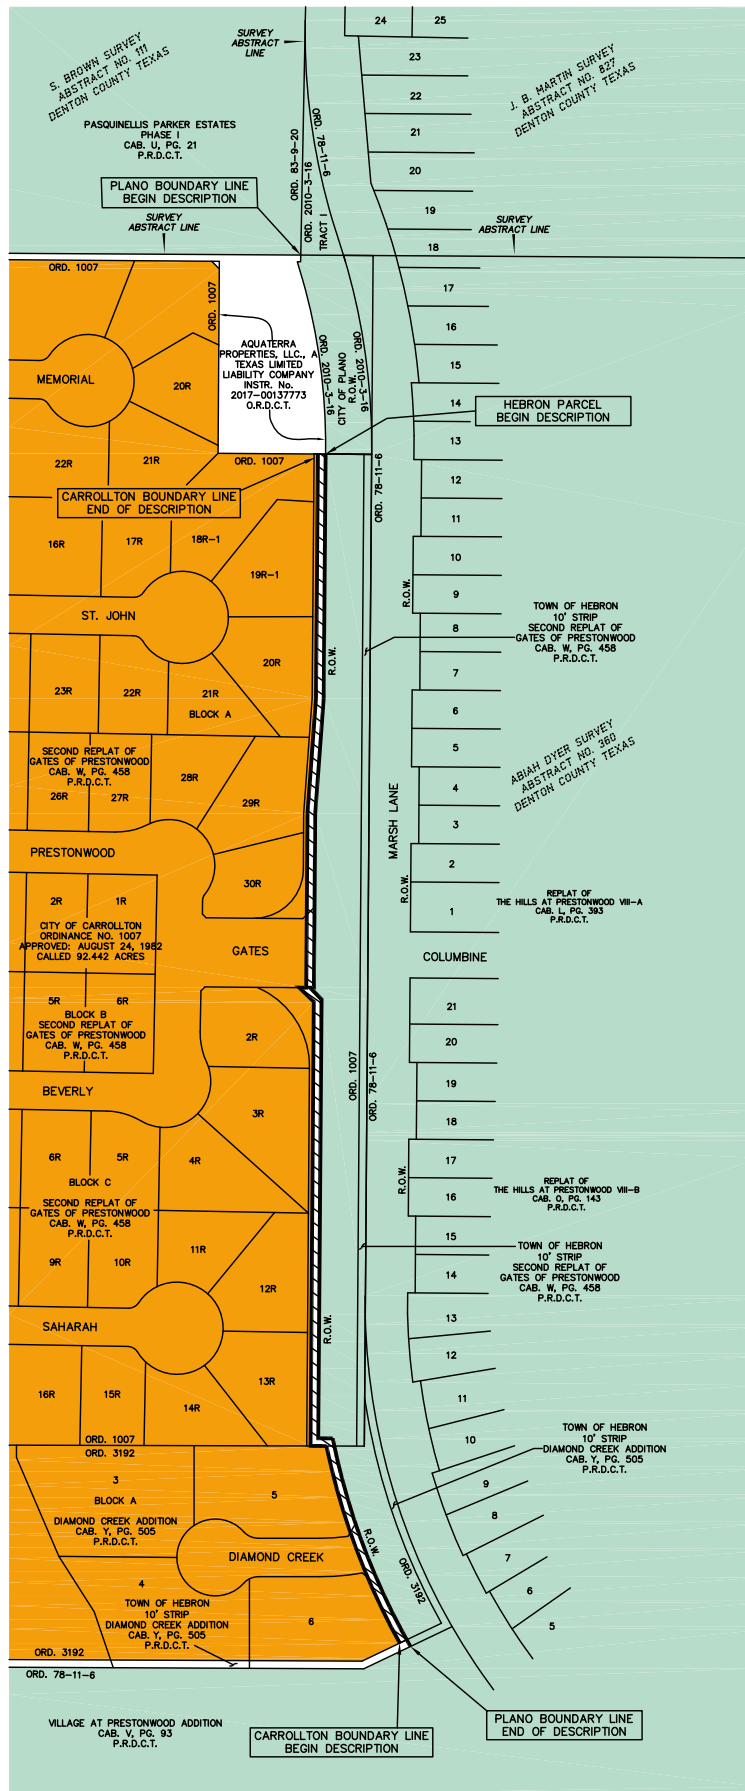 24
25
SURVEY
ABSTRACT
LINE
23
S. BROWN SURVEY
ABSTRACT NO. 111
DENTON COUNTY TEXAS
J. B. MARTIN SURVEY
ABSTRACT NO. 827
DENTON COUNTY TEXAS
22
PASQUINELLIS PARKER ESTATES
PHASE I
CAB. U, PG. 21
P.R.D.C.T.
ORD. 83-9-20
ORD. 78-11-6
21
20
PLANO BOUNDARY LINE
BEGIN DESCRIPTION
ORD. 2010-3-16
TRACT I
19
SURVEY
ABSTRACT LINE
SURVEY
ABSTRACT LINE
18
ORD. 1007
17
ORD. 1007
16
AQUATERRA
PROPERTIES, LLC., A
TEXAS LIMITED
LIABILITY COMPANY
INSTR. No.
2017-00137773
O.R.D.C.T.
ORD. 2010-3-16
CITY OF PLANO
R.O.W.
ORD. 2010-3-16
15
MEMORIAL
20R
14
HEBRON PARCEL
BEGIN DESCRIPTION
13
22R
21R
ORD. 1007
ORD. 78-11-6
12
CARROLLTON BOUNDARY LINE
END OF DESCRIPTION
11
16R
17R
18R-1
10
19R-1
9
R.O.W.
TOWN OF HEBRON
10' STRIP
SECOND REPLAT OF
GATES OF PRESTONWOOD
CAB. W, PG. 458
P.R.D.C.T.
ST. JOHN
8
20R
R.O.W.
7
23R
22R
21R
BLOCK A
6
5
SECOND REPLAT OF
GATES OF PRESTONWOOD
CAB. W, PG. 458
P.R.D.C.T.
28R
ABIAH DYER SURVEY
ABSTRACT NO. 360
DENTON COUNTY TEXAS
4
26R
27R
29R
MARSH LANE
3
PRESTONWOOD
2
30R
R.O.W.
2R
1R
1
REPLAT OF
THE HILLS AT PRESTONWOOD VIII-A
CAB. L, PG. 393
P.R.D.C.T.
CITY OF CARROLLTON
ORDINANCE NO. 1007
APPROVED: AUGUST 24, 1982
CALLED 92.442 ACRES
GATES
COLUMBINE
5R
6R
21
BLOCK B
SECOND REPLAT OF
GATES OF PRESTONWOOD
CAB. W, PG. 458
P.R.D.C.T.
2R
20
ORD. 1007
ORD. 78-11-6
BEVERLY
19
3R
18
6R
5R
4R
17
BLOCK C
R.O.W.
REPLAT OF
THE HILLS AT PRESTONWOOD VIII-B
CAB. O, PG. 143
P.R.D.C.T.
16
SECOND REPLAT OF
GATES OF PRESTONWOOD
CAB. W, PG. 458
P.R.D.C.T.
15
TOWN OF HEBRON
10' STRIP
SECOND REPLAT OF
GATES OF PRESTONWOOD
CAB. W, PG. 458
P.R.D.C.T.
11R
9R
10R
14
12R
SAHARAH
R.O.W.
13
12
13R
16R
15R
14R
11
10
ORD. 1007
ORD. 3192
TOWN OF HEBRON
10' STRIP
DIAMOND CREEK ADDITION
CAB. Y, PG. 505
P.R.D.C.T.
3
9
BLOCK A
5
8
DIAMOND CREEK ADDITION
CAB. Y, PG. 505
P.R.D.C.T.
R.O.W.
DIAMOND CREEK
7
4
ORD. 3192
6
TOWN OF HEBRON
10' STRIP
DIAMOND CREEK ADDITION
CAB. Y, PG. 505
P.R.D.C.T.
6
5
ORD. 3192
ORD. 78-11-6
VILLAGE AT PRESTONWOOD ADDITION
CAB. V, PG. 93
P.R.D.C.T.
PLANO BOUNDARY LINE
END OF DESCRIPTION
CARROLLTON BOUNDARY LINE
BEGIN DESCRIPTION